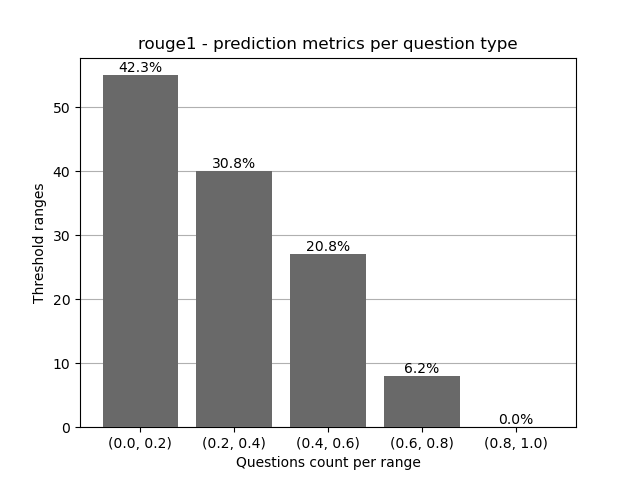 rouge1 - prediction metrics per question type
42.3%
30.8%
20.8%
6.2%
0.0%
50
40
30
20
10
0
Threshold ranges
(0.0, 0.2) (0.2, 0.4) (0.4, 0.6) (0.6, 0.8) (0.8, 1.0)
Questions count per range